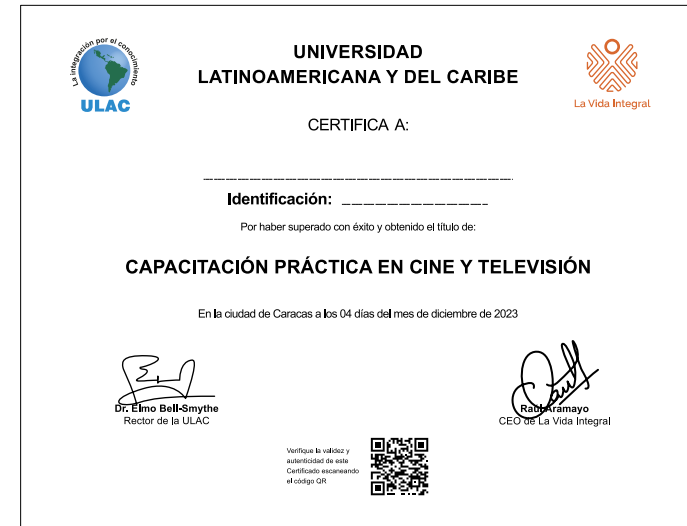 La integración por el conocimiento
ULAC
UNIVERSIDAD
LATINOAMERICANA Y DEL CARIBE
La Vida Integral
CERTIFICA A:
Identificación:
Por haber superado con éxito y obtenido el título de:
CAPACITACIÓN PRÁCTICA EN CINE Y TELEVISIÓN
En la ciudad de Caracas a los 04 días del mes de diciembre de 2023
Dr. Elmo Bell-Smythe
Rector de la ULAC
Raúl Aramayo
CEO de La Vida Integral
Verifique la validez y
autenticidad de este
Certificado escaneando
el código QR